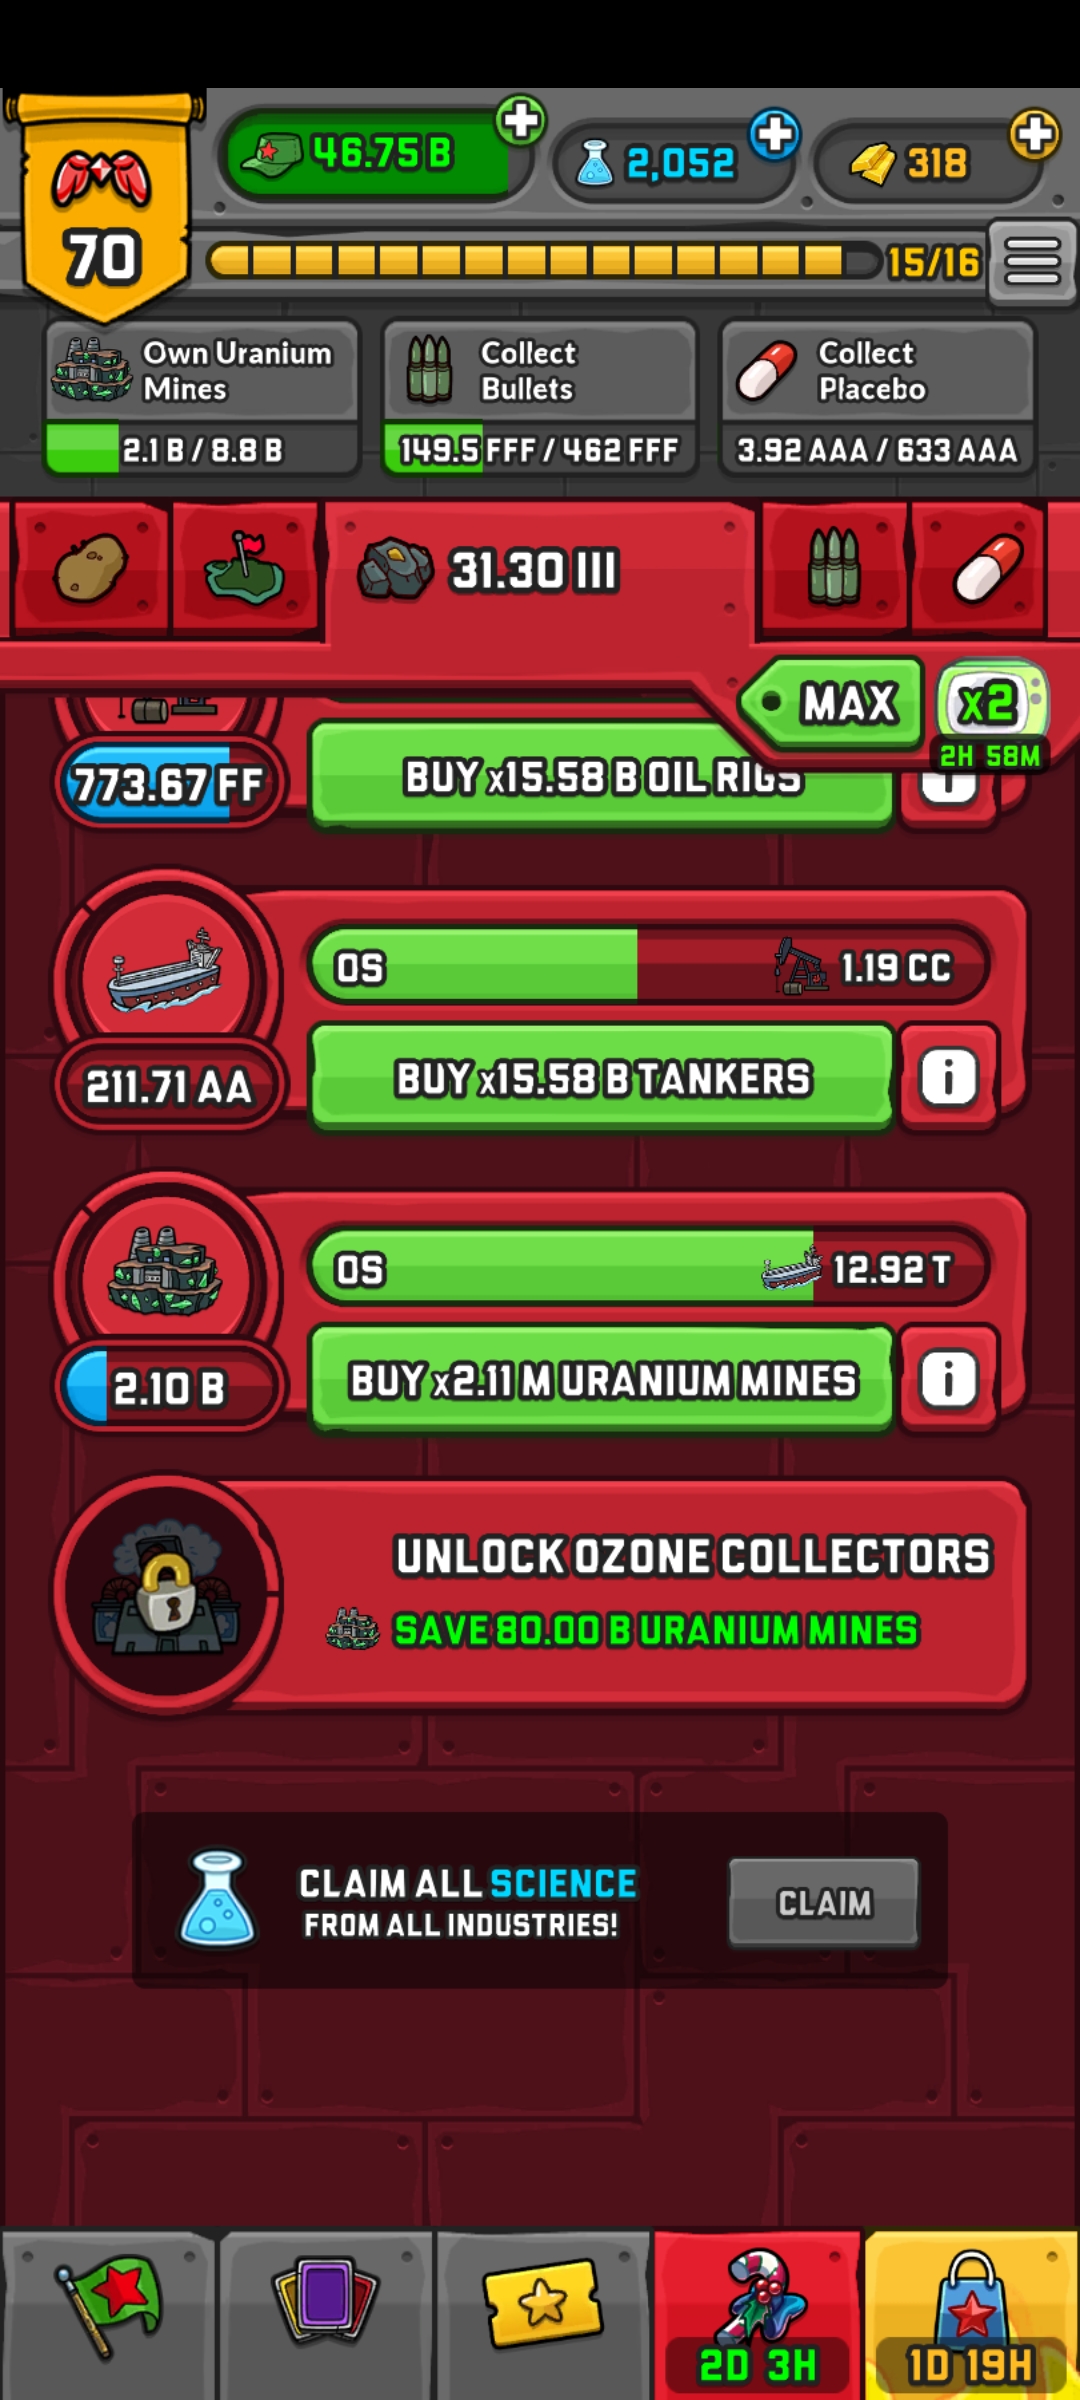 46.75 B
2,052
318
70
15/16
Own Uranium
Mines
2.1 B / 8.8 B
Collect
Bullets
149.5 FFF / 462 FFF
Collect
Placebo
3.92 AAA / 633 AAA
31.30 III
MAX
x2
2H 58M
773.67 FF
BUY x15.58 B OIL RIGS
i
0S
1.19 CC
211.71 AA
BUY x15.58 B TANKERS
i
0S
12.92 T
2.10 B
BUY x2.11 M URANIUM MINES
i
UNLOCK OZONE COLLECTORS
SAVE 80.00 B URANIUM MINES
CLAIM ALL SCIENCE
FROM ALL INDUSTRIES!
CLAIM
2D 3H
1D 19H